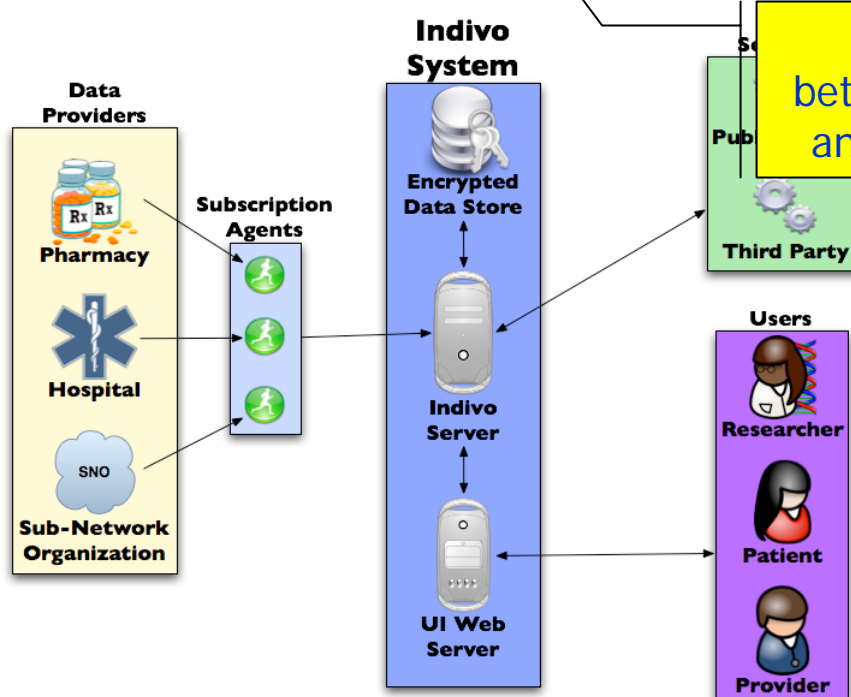 Indivo
System
Data
Providers
Rx
Rx
Pharmacy
Hospital
SNO
Sub-Network
Organization
Subscription
Agents
Encrypted
Data Store
Indivo
Server
UI Web
Server
Third Party
Users
Researcher
Patient
Provider